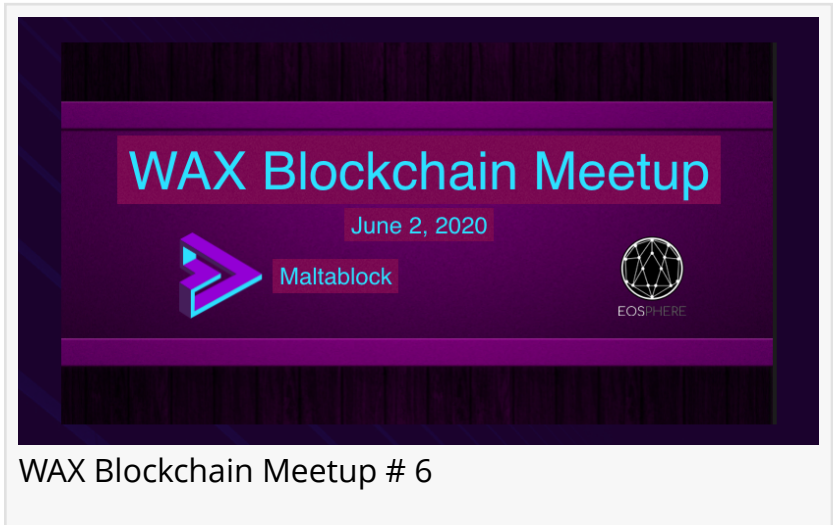 WAX Blockchain Meetup
June 2, 2020
Maltablock
EOSPHERE
WAX Blockchain Meetup # 6